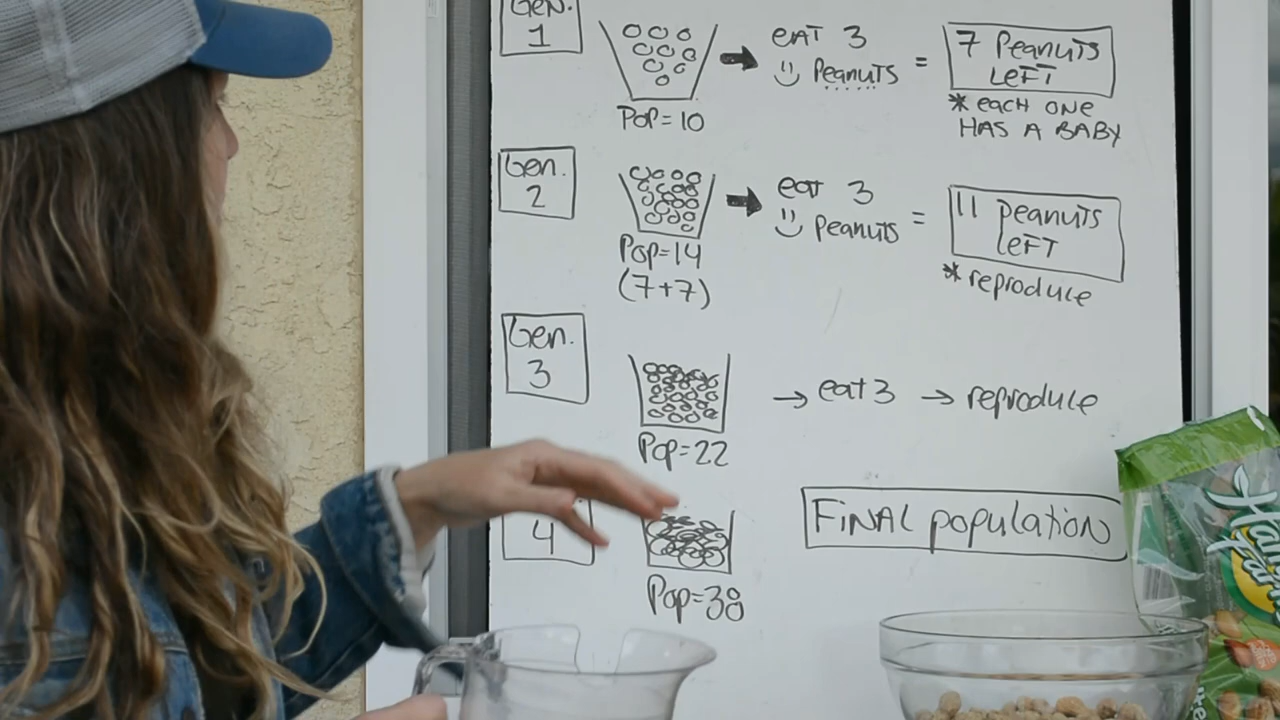 Gen.
1
Pop=10
eat 3
Peanuts
=
7 Peanuts
Left
* each one
has a baby
Gen.
2
Pop=14
(7+7)
eat 3
Peanuts
=
11 peanuts
Left
* reproduce
Gen.
3
Pop=22
→ eat 3 → reproduce
4
Pop=38
Final population